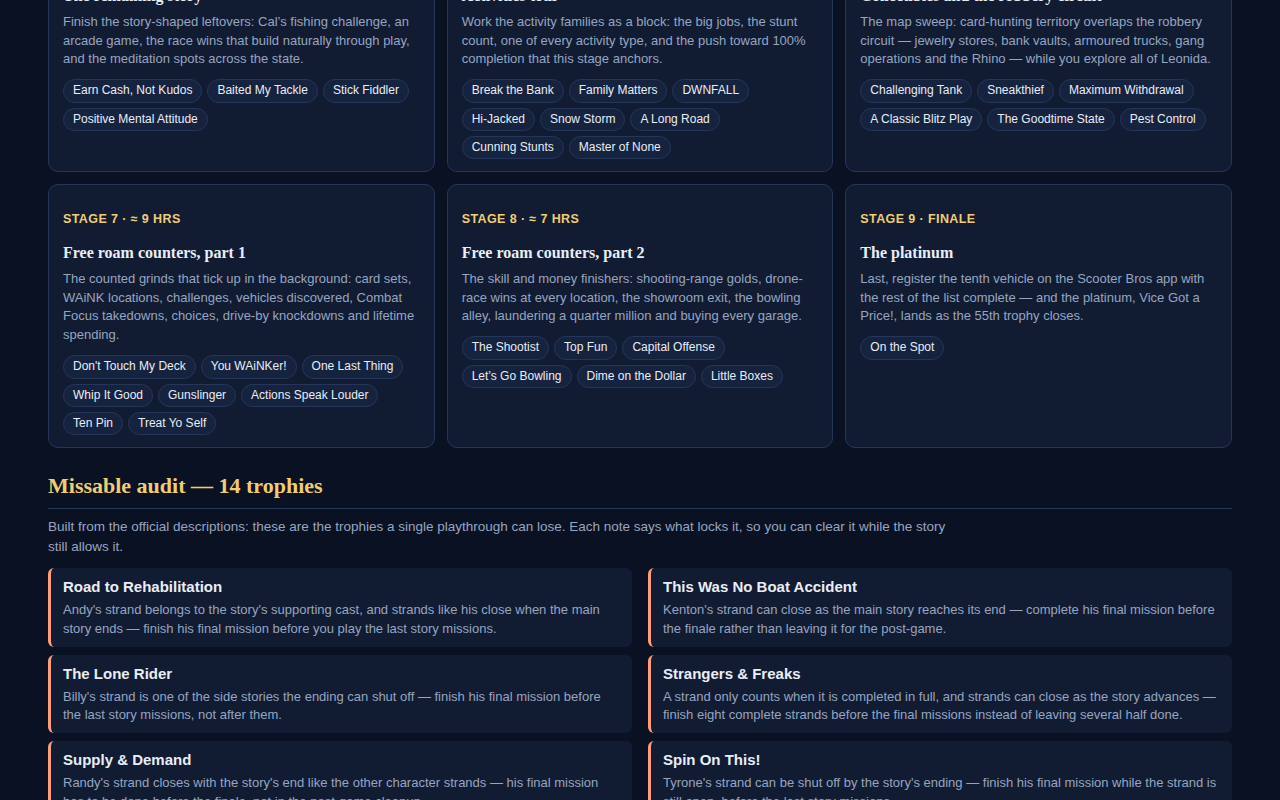 Finish the story-shaped leftovers: Cal's fishing challenge, an
arcade game, the race wins that build naturally through play,
and the meditation spots across the state.
Earn Cash, Not Kudos
Baited My Tackle
Stick Fiddler
Positive Mental Attitude
Work the activity families as a block: the big jobs, the stunt
count, one of every activity type, and the push toward 100%
completion that this stage anchors.
Break the Bank
Family Matters
DWNFALL
Hi-Jacked
Snow Storm
A Long Road
Cunning Stunts
Master of None
The map sweep: card-hunting territory overlaps the robbery
circuit — jewelry stores, bank vaults, armoured trucks, gang
operations and the Rhino — while you explore all of Leonida.
Challenging Tank
Sneakthief
Maximum Withdrawal
A Classic Blitz Play
The Goodtime State
Pest Control
STAGE 7 · ≈ 9 HRS
Free roam counters, part 1
The counted grinds that tick up in the background: card sets,
WAiNK locations, challenges, vehicles discovered, Combat
Focus takedowns, choices, drive-by knockdowns and lifetime
spending.
Don't Touch My Deck
You WAiNKer!
One Last Thing
Whip It Good
Gunslinger
Actions Speak Louder
Ten Pin
Treat Yo Self
STAGE 8 · ≈ 7 HRS
Free roam counters, part 2
The skill and money finishers: shooting-range golds, drone-
race wins at every location, the showroom exit, the bowling
alley, laundering a quarter million and buying every garage.
The Shootist
Top Fun
Capital Offense
Let's Go Bowling
Dime on the Dollar
Little Boxes
STAGE 9 · FINALE
The platinum
Last, register the tenth vehicle on the Scooter Bros app with
the rest of the list complete — and the platinum, Vice Got a
Price!, lands as the 55th trophy closes.
On the Spot
Missable audit — 14 trophies
Built from the official descriptions: these are the trophies a single playthrough can lose. Each note says what locks it, so you can clear it while the story
still allows it.
Road to Rehabilitation
Andy's strand belongs to the story's supporting cast, and strands like his close when the main
story ends — finish his final mission before you play the last story missions.
This Was No Boat Accident
Kenton's strand can close as the main story reaches its end — complete his final mission before
the finale rather than leaving it for the post-game.
The Lone Rider
Billy's strand is one of the side stories the ending can shut off — finish his final mission before
the last story missions, not after them.
Strangers & Freaks
A strand only counts when it is completed in full, and strands can close as the story advances —
finish eight complete strands before the final missions instead of leaving several half done.
Supply & Demand
Randy's strand closes with the story's end like the other character strands — his final mission
Spin On This!
Tyrone's strand can be shut off by the story's ending — finish his final mission while the strand is